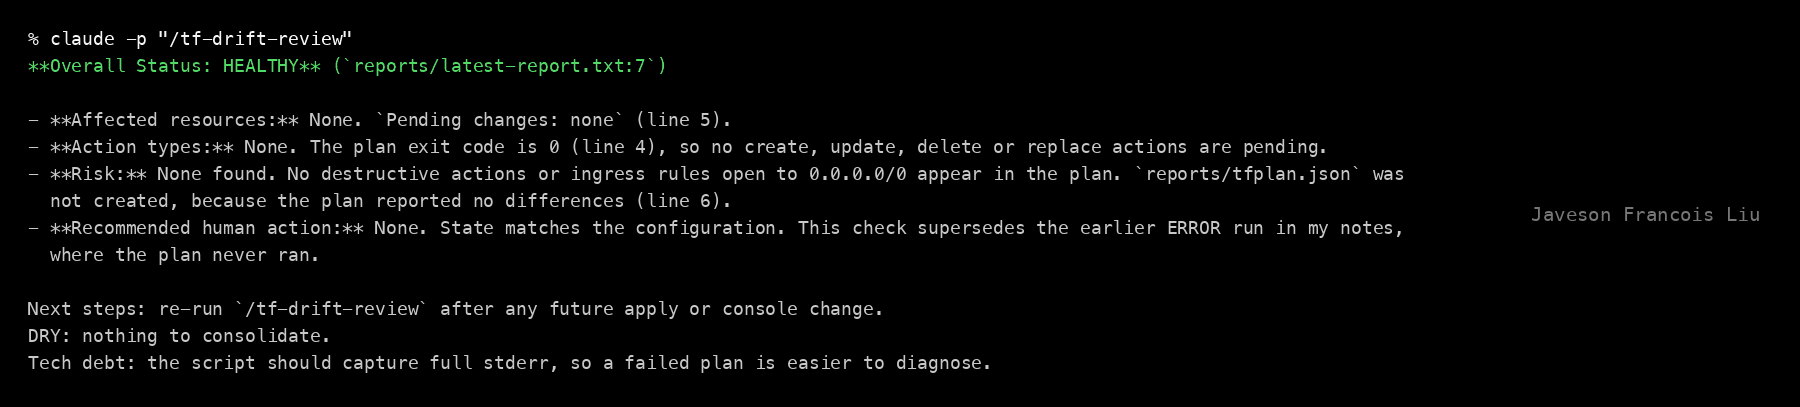 % claude -p "/tf-drift-review"
**Overall Status: HEALTHY** (`reports/latest-report.txt:7`)
- **Affected resources:** None. `Pending changes: none` (line 5).
- **Action types:** None. The plan exit code is 0 (line 4), so no create, update, delete or replace actions are pending.
- **Risk:** None found. No destructive actions or ingress rules open to 0.0.0.0/0 appear in the plan. `reports/tfplan.json` was
not created, because the plan reported no differences (line 6).
Javeson Francois Liu
- **Recommended human action:** None. State matches the configuration. This check supersedes the earlier ERROR run in my notes,
where the plan never ran.
Next steps: re-run `/tf-drift-review` after any future apply or console change.
DRY: nothing to consolidate.
Tech debt: the script should capture full stderr, so a failed plan is easier to diagnose.